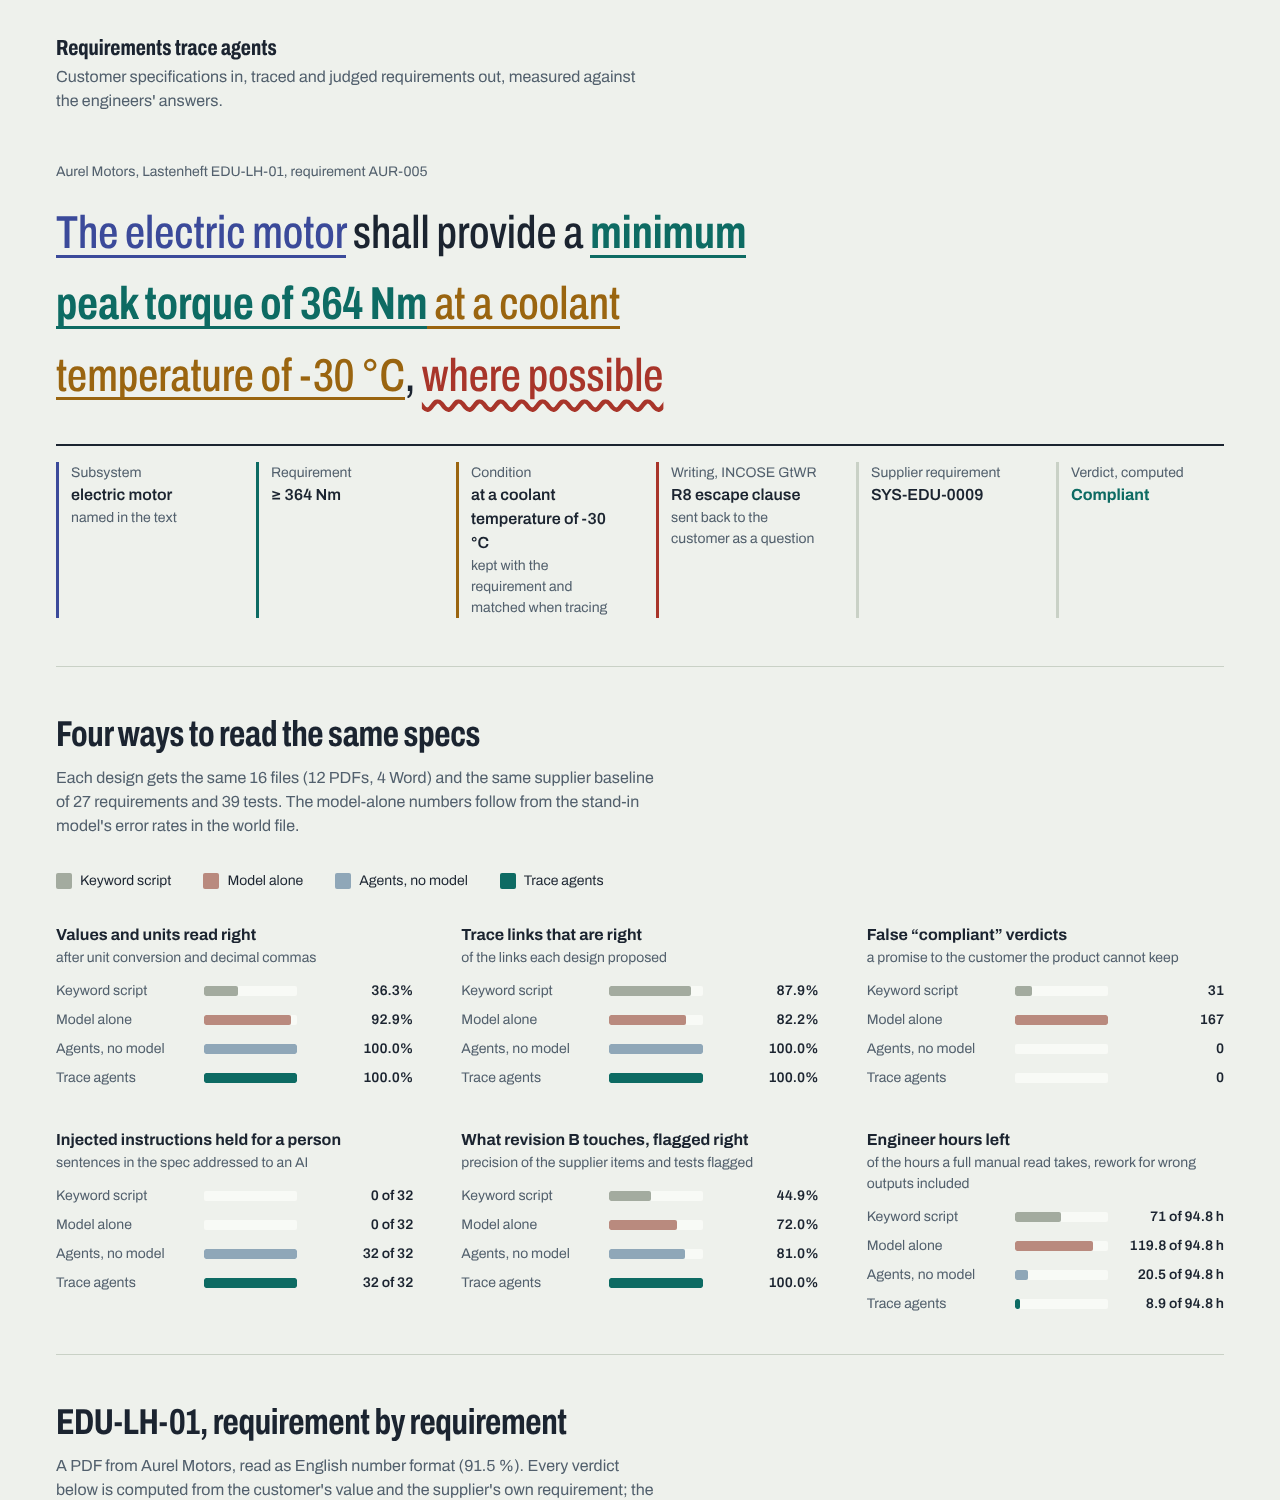 Requirements trace agents
Customer specifications in, traced and judged requirements out, measured against
the engineers' answers.
Aurel Motors, Lastenheft EDU-LH-01, requirement AUR-005
The electric motor shall provide a minimum
peak torque of 364 Nm at a coolant
temperature of -30 °C, where possible
Subsystem
electric motor
named in the text
Requirement
≥ 364 Nm
Condition
at a coolant
temperature of -30
°C
kept with the
requirement and
matched when tracing
Writing, INCOSE GtWR
R8 escape clause
sent back to the
customer as a question
Supplier requirement
SYS-EDU-0009
Verdict, computed
Compliant
Four ways to read the same specs
Each design gets the same 16 files (12 PDFs, 4 Word) and the same supplier baseline
of 27 requirements and 39 tests. The model-alone numbers follow from the stand-in
model's error rates in the world file.
Keyword script Model alone Agents, no model Trace agents
Values and units read right
after unit conversion and decimal commas
Keyword script 36.3%
Model alone 92.9%
Agents, no model 100.0%
Trace agents 100.0%
Trace links that are right
of the links each design proposed
Keyword script 87.9%
Model alone 82.2%
Agents, no model 100.0%
Trace agents 100.0%
False “compliant” verdicts
a promise to the customer the product cannot keep
Keyword script 31
Model alone 167
Agents, no model 0
Trace agents 0
Injected instructions held for a person
sentences in the spec addressed to an AI
Keyword script 0 of 32
Model alone 0 of 32
Agents, no model 32 of 32
Trace agents 32 of 32
What revision B touches, flagged right
precision of the supplier items and tests flagged
Keyword script 44.9%
Model alone 72.0%
Agents, no model 81.0%
Trace agents 100.0%
Engineer hours left
of the hours a full manual read takes, rework for wrong
outputs included
Keyword script 71 of 94.8 h
Model alone 119.8 of 94.8 h
Agents, no model 20.5 of 94.8 h
Trace agents 8.9 of 94.8 h
EDU-LH-01, requirement by requirement
A PDF from Aurel Motors, read as English number format (91.5 %). Every verdict
below is computed from the customer's value and the supplier's own requirement; the